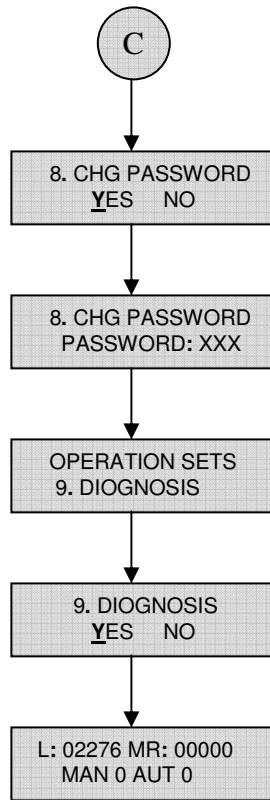 C
8. CHG PASSWORD
YES NO
8. CHG PASSWORD
PASSWORD: XXX
OPERATION SETS
9. DIOGNOSIS
9. DIOGNOSIS
YES NO
L: 02276 MR: 00000
MAN 0 AUT 0